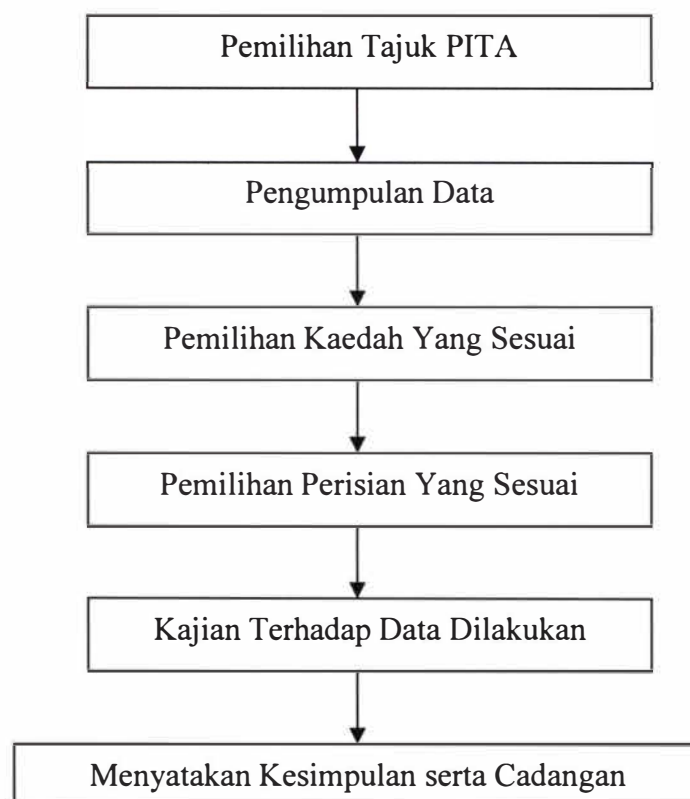 Pemilihan Tajuk PITA
Pengumpulan Data
Pemilihan Kaedah Yang Sesuai
Pemilihan Perisian Yang Sesuai
Kajian Terhadap Data Dilakukan
Menyatakan Kesimpulan serta Cadangan